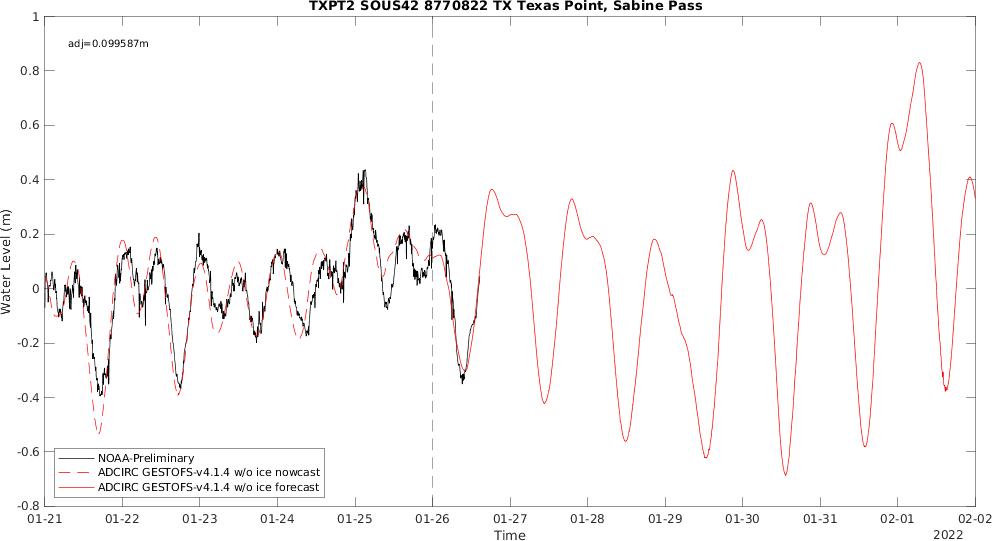 TXPT2 SOUS42 8770822 TX Texas Point, Sabine Pass
adj=0.099587m
Water Level (m)
1
0.8
0.6
0.4
0.2
0
-0.2
-0.4
-0.6
-0.8
NOAA-Preliminary
ADCIRC GESTOFS-v4.1.4 w/o ice nowcast
ADCIRC GESTOFS-v4.1.4 w/o ice forecast
01-21 01-22 01-23 01-24 01-25 01-26 01-27 01-28 01-29 01-30 01-31 02-01 02-02
Time
2022